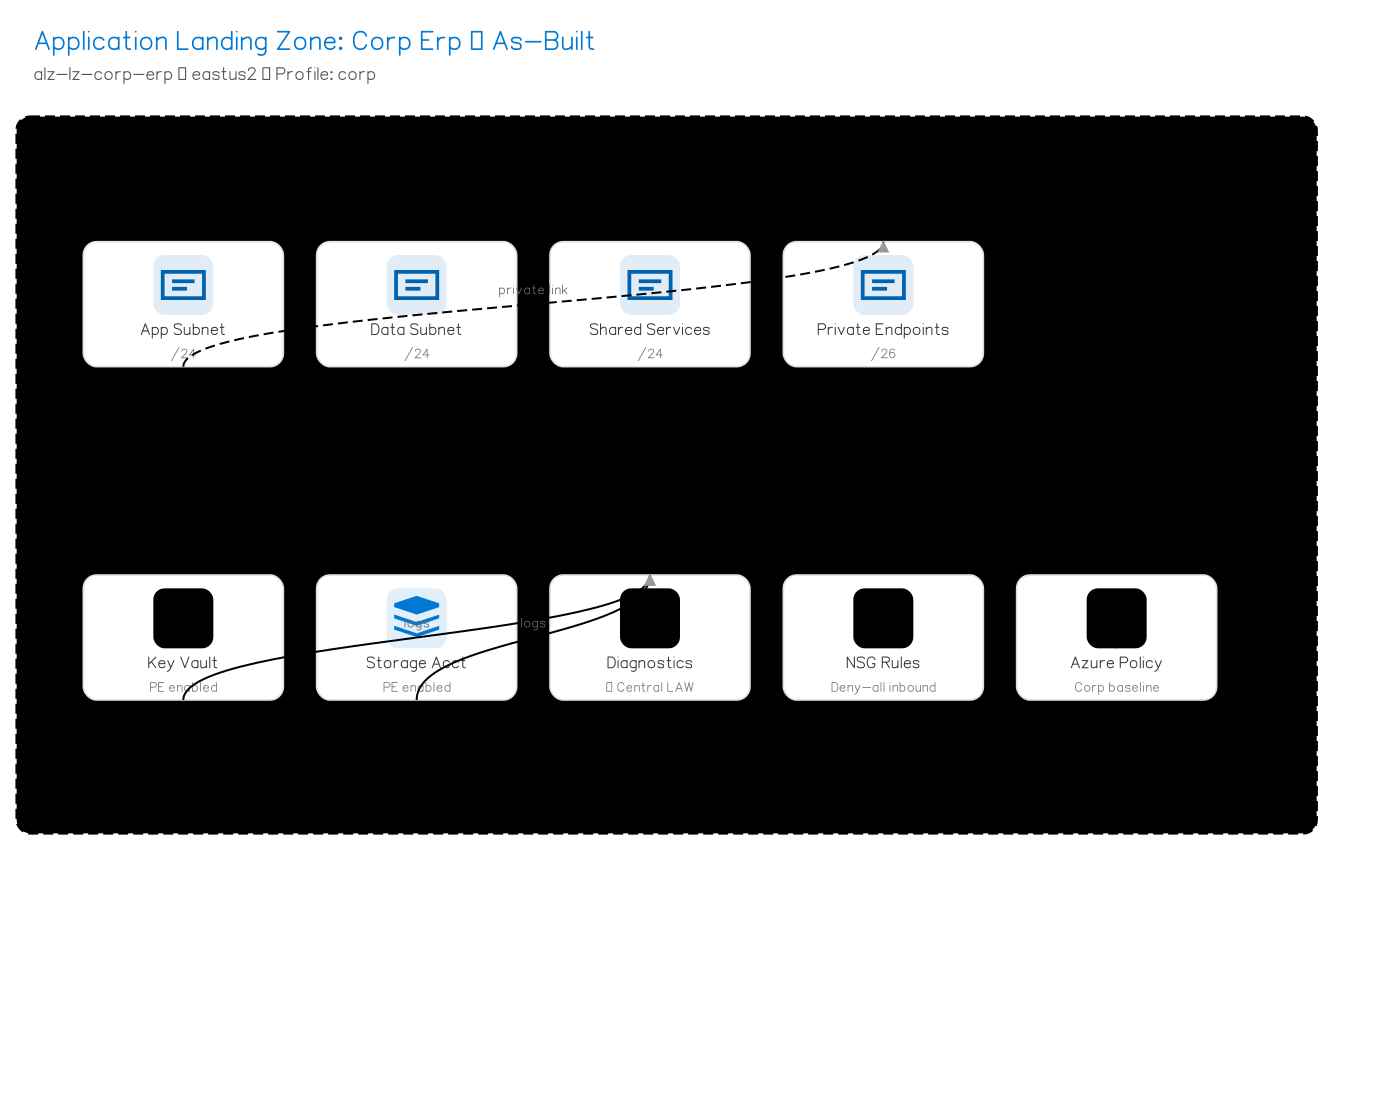 Application Landing Zone: Corp Erp ▯ As-Built
alz-lz-corp-erp ▯ eastus2 ▯ Profile: corp
private link
App Subnet
/24
Data Subnet
/24
Shared Services
/24
Private Endpoints
/26
logs
logs
Key Vault
PE enabled
Storage Acct
PE enabled
Diagnostics
▯ Central LAW
NSG Rules
Deny-all inbound
Azure Policy
Corp baseline